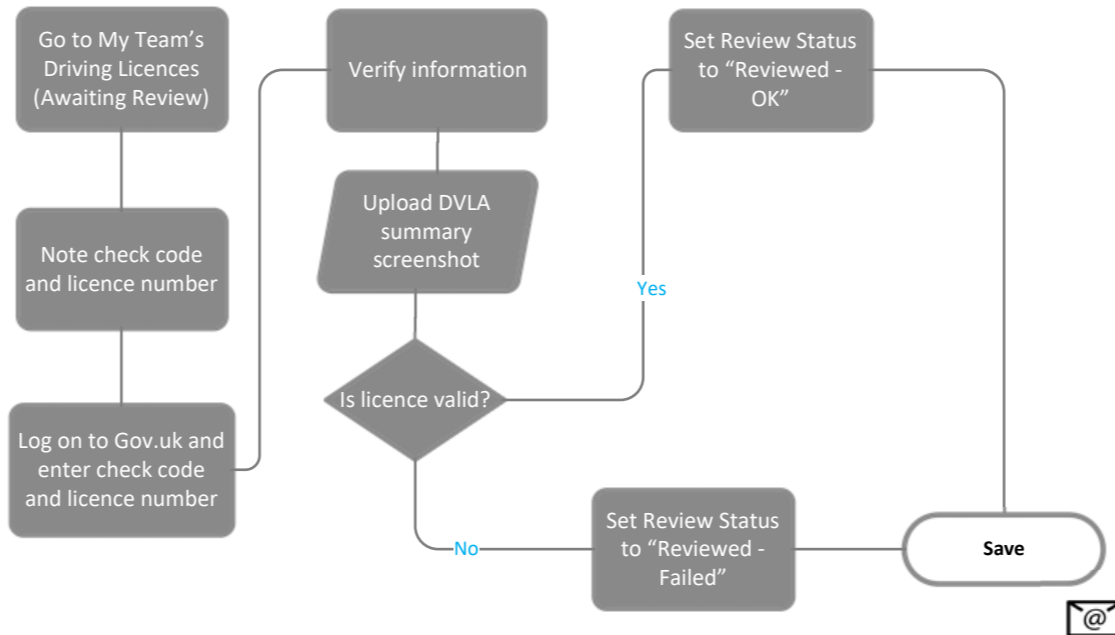 Go to My Team’s
Driving Licences
(Awaiting Review)
Note check code
and licence number
Log on to Gov.uk and
enter check code
and licence number
Verify information
Upload DVLA
summary
screenshot
Is licence valid?
Yes
No
Set Review Status
to “Reviewed -
OK”
Set Review Status
to “Reviewed -
Failed”
Save
@